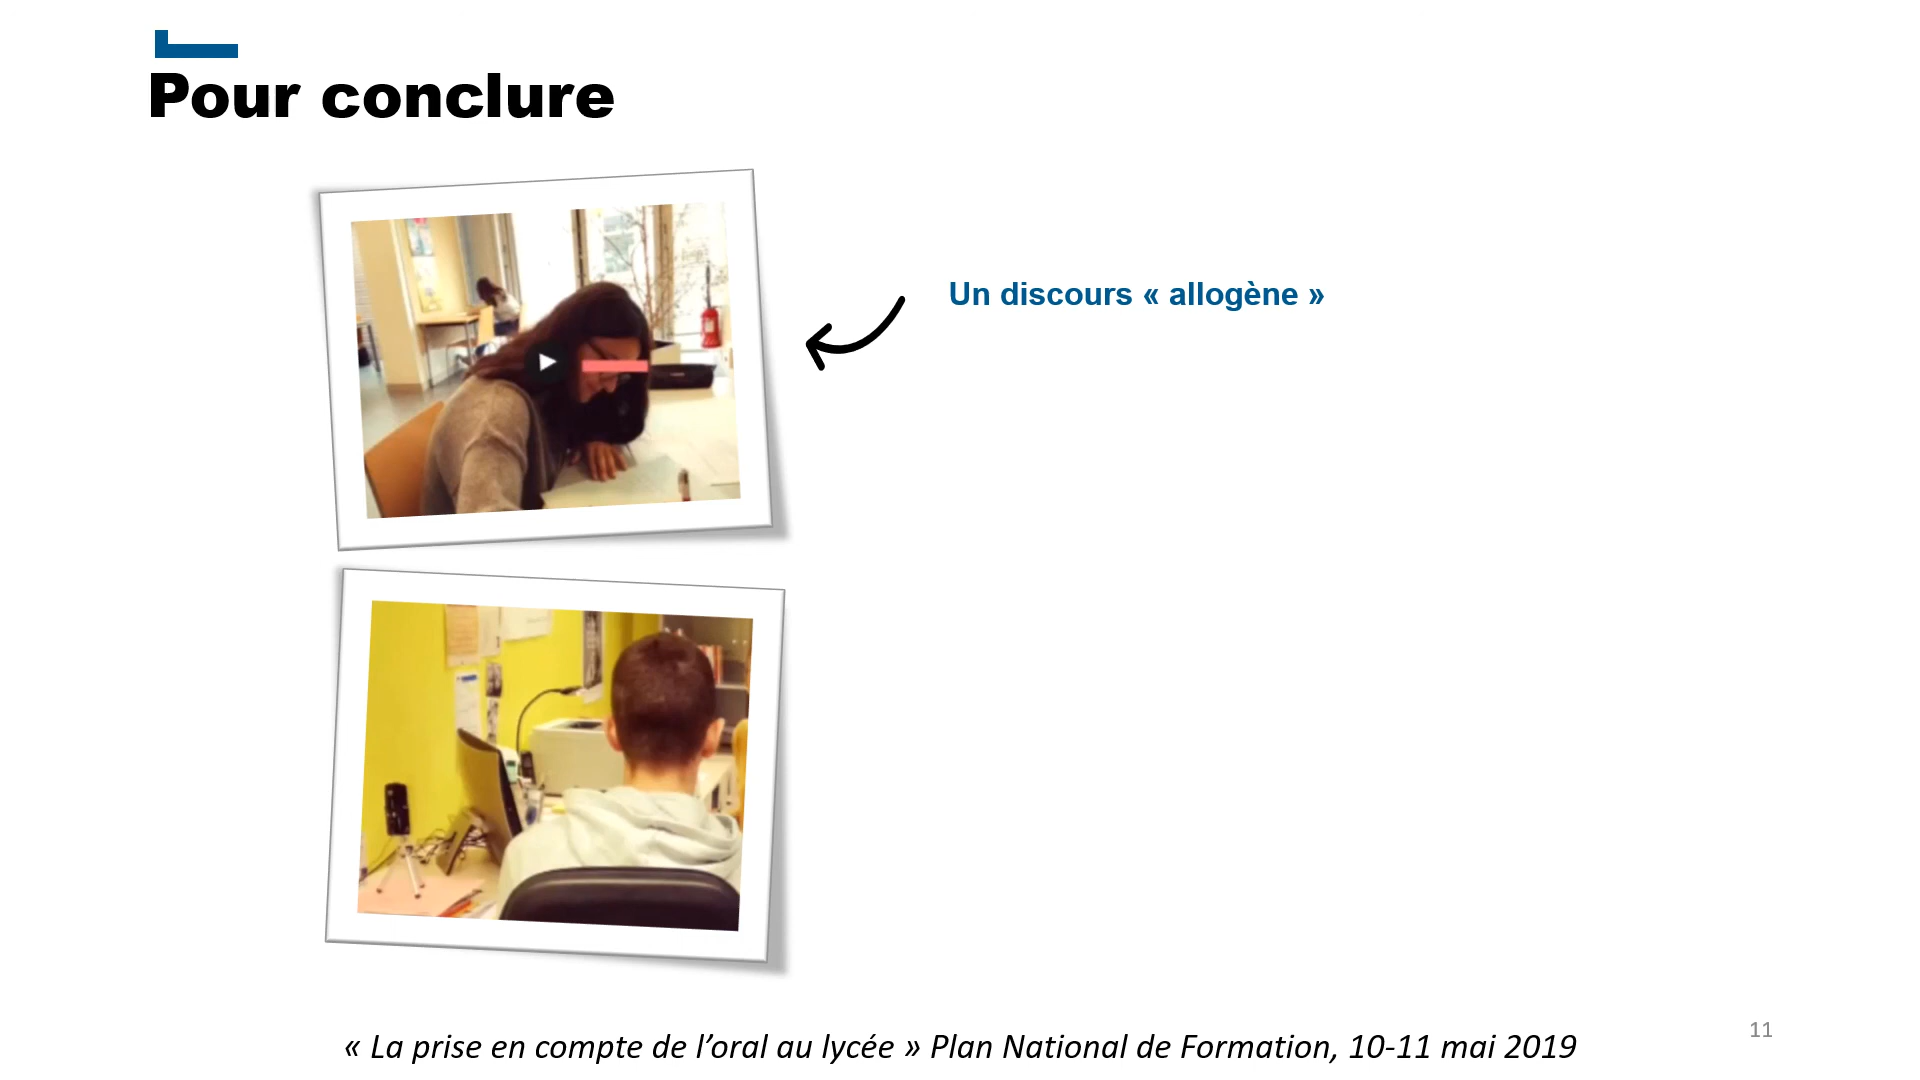 Pour conclure
Un discours « allogène »
« La prise en compte de l’oral au lycée » Plan National de Formation, 10-11 mai 2019
11